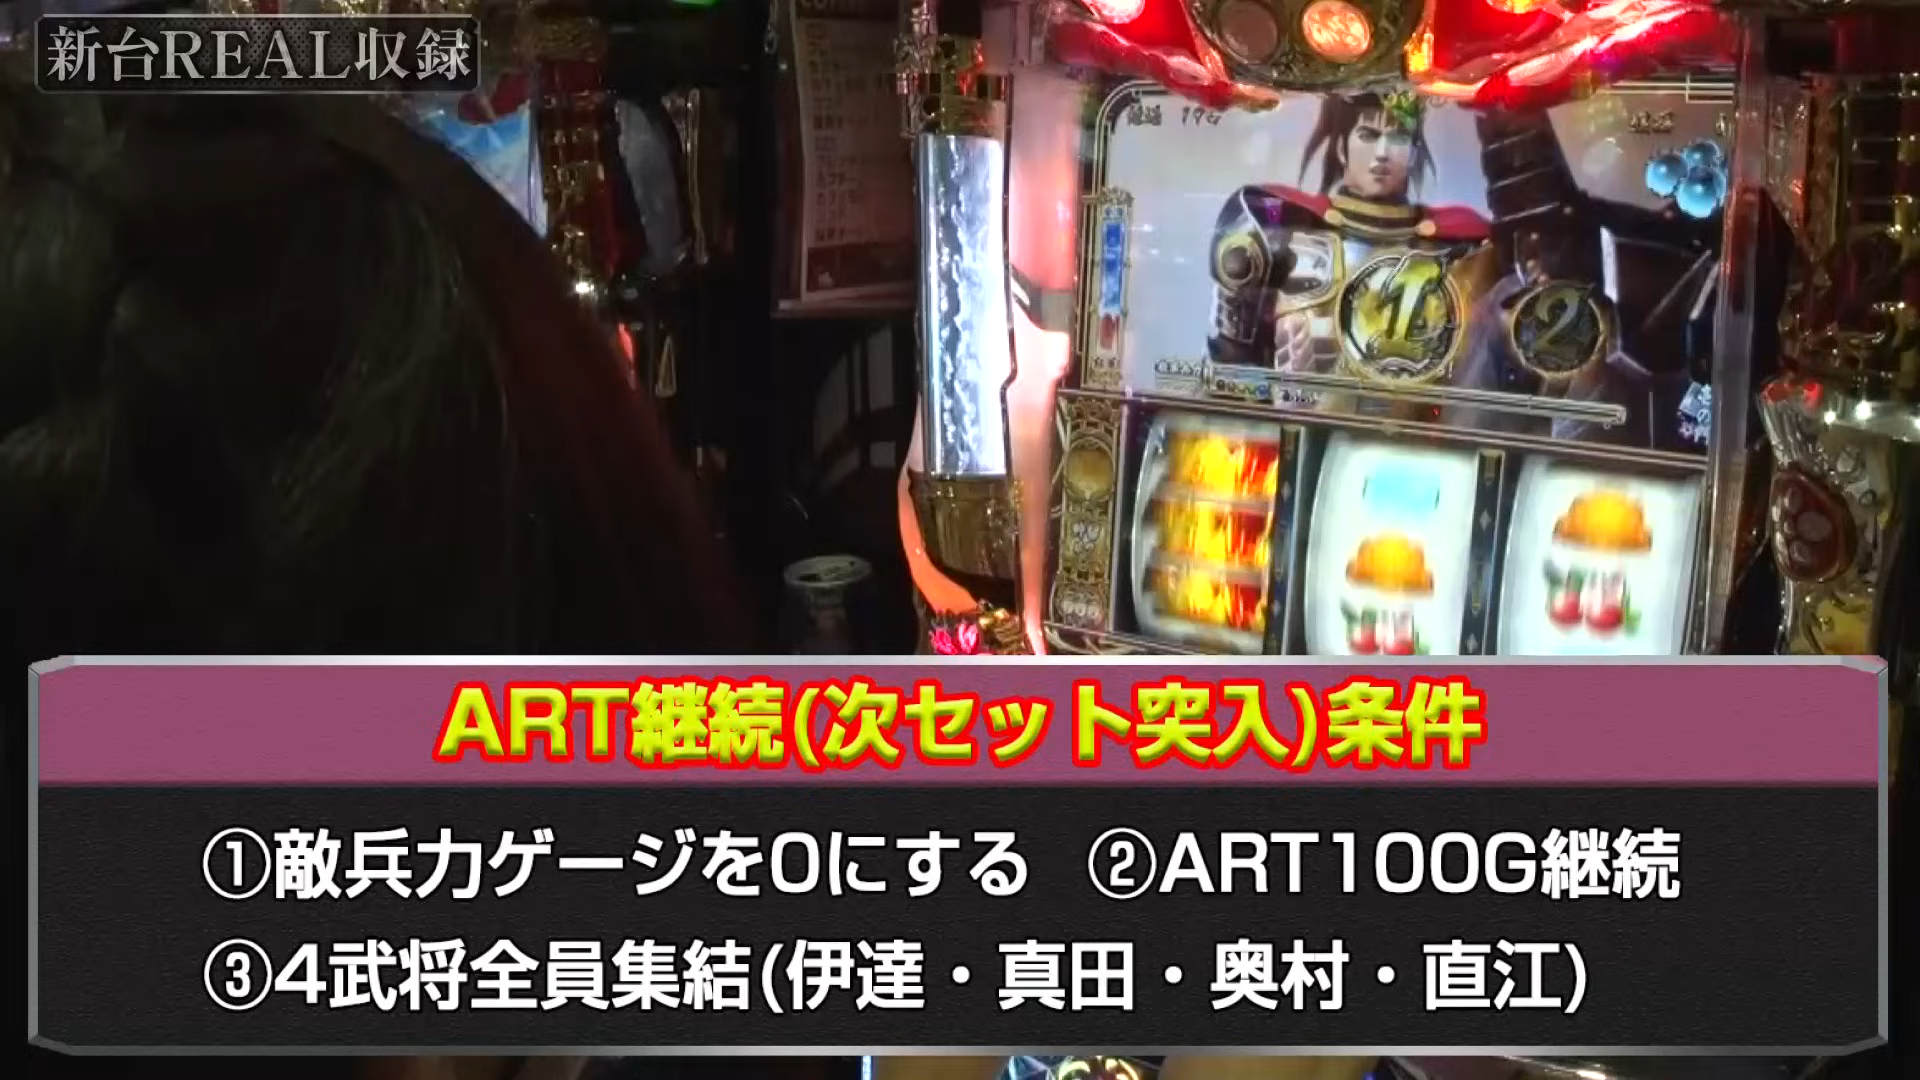 新台REAL収録
19G
1
2
ART継続(次セット突入)条件
①敵兵力ゲージを0にする ②ART100G継続
③4武将全員集結(伊達・真田・奥村・直江)